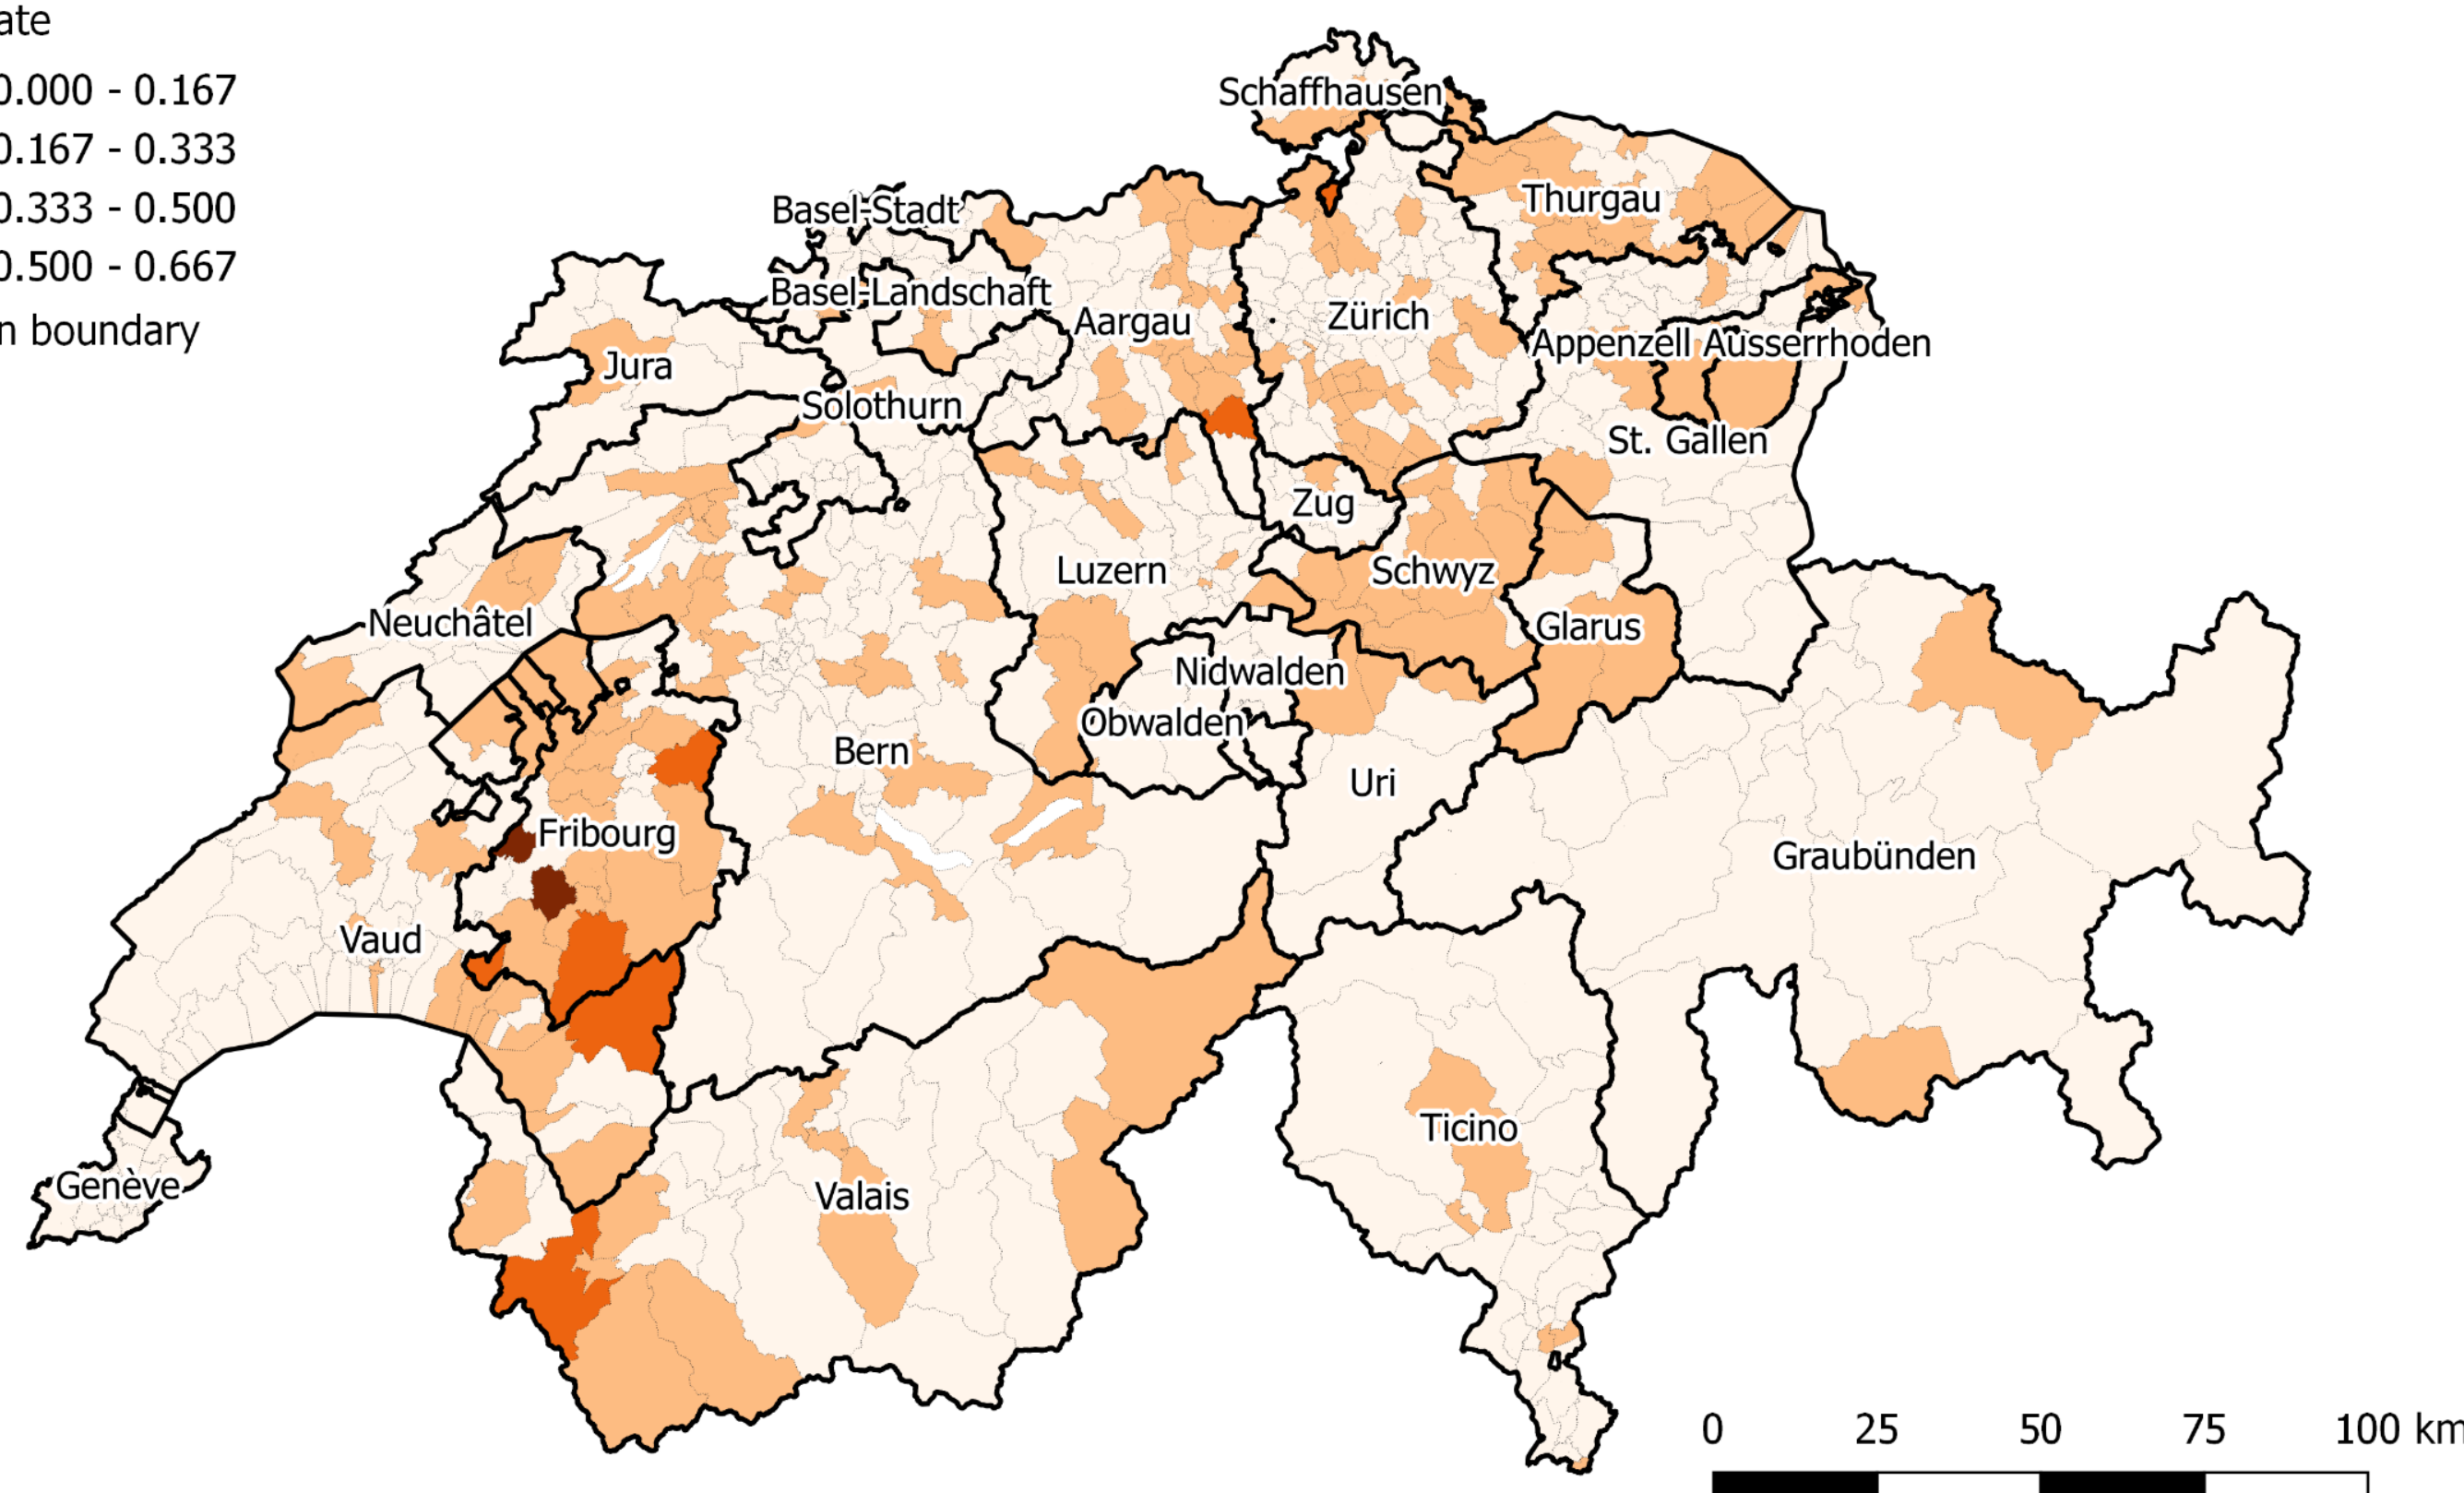 ate
0.000 - 0.167
0.167 - 0.333
0.333 - 0.500
0.500 - 0.667
n boundary
Schaffhausen
Thurgau
Basel-Stadt
Basel-Landschaft
Aargau
Zürich
Appenzell Ausserrhoden
Jura
Solothurn
St. Gallen
Zug
Luzern
Schwyz
Neuchâtel
Glarus
Nidwalden
Obwalden
Bern
Uri
Fribourg
Graubünden
Vaud
Ticino
Genève
Valais
0 25 50 75 100 km